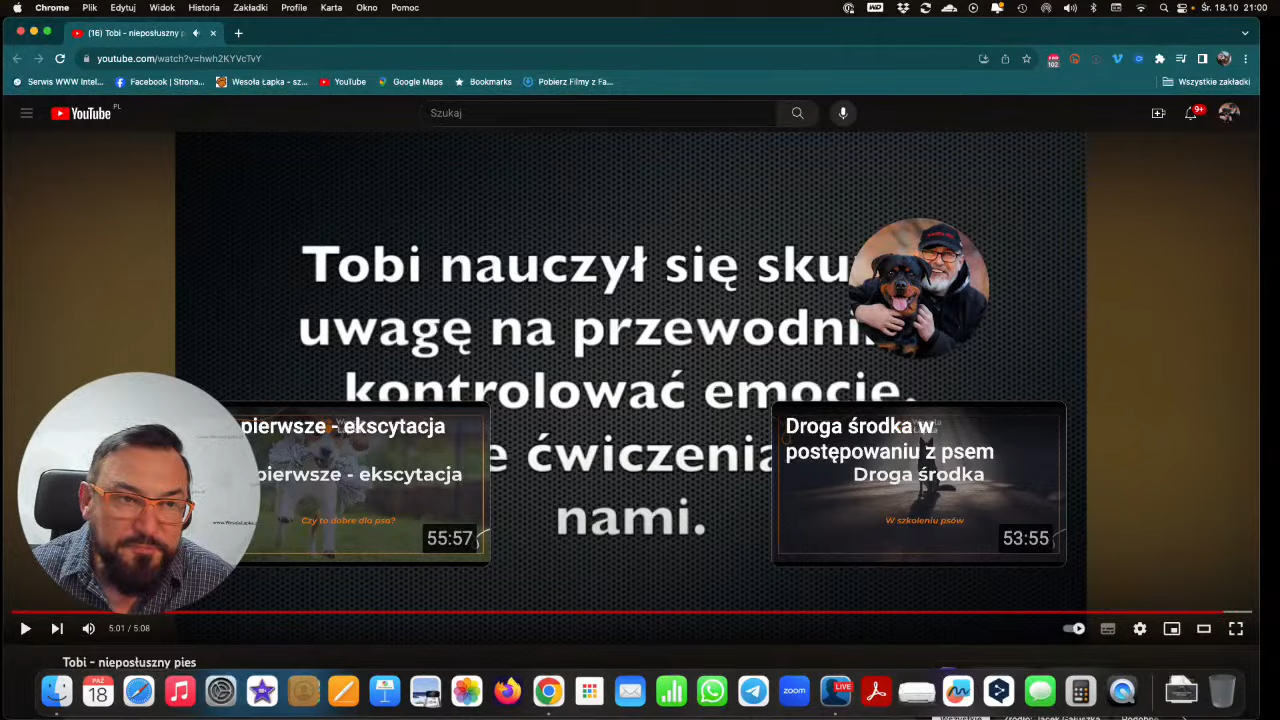 Chrome Plik Edytuj Widok Historia Zakładki Profile Karta Okno Pomoc
Śr. 18.10 21:00
(16) Tobi - nieposłuszny p
youtube.com/watch?v=hwh2KYVcTvY
Serwis WWW Intel... Facebook | Strona... Wesoła Łapka - sz... YouTube Google Maps Bookmarks Pobierz Filmy z Fa... Wszystkie zakładki
102
YouTube PL
Szukaj
9+
Tobi nauczył się sku
uwagę na przewodni
kontrolować emocje.
e ćwiczenia
nami.
pierwsze - ekscytacja
pierwsze - ekscytacja
Czy to dobre dla psa?
55:57
Droga środka w
postępowaniu z psem
Droga środka
W szkoleniu psów
53:55
5:01 / 5:08
Tobi - nieposłuszny pies
PAŹ
18
zoom
LIVE